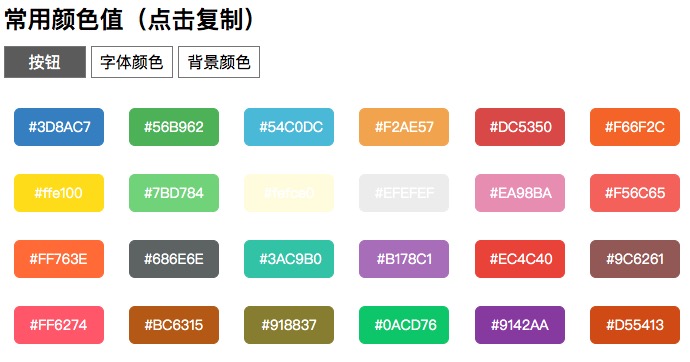 常用颜色值（点击复制）
按钮 字体颜色 背景颜色
#3D8AC7 #56B962 #54C0DC #F2AE57 #DC5350 #F66F2C
#ffe100 #7BD784 #EFEFEF #EA98BA #F56C65
#FF763E #686E6E #3AC9B0 #B178C1 #EC4C40 #9C6261
#FF6274 #BC6315 #918837 #0ACD76 #9142AA #D55413